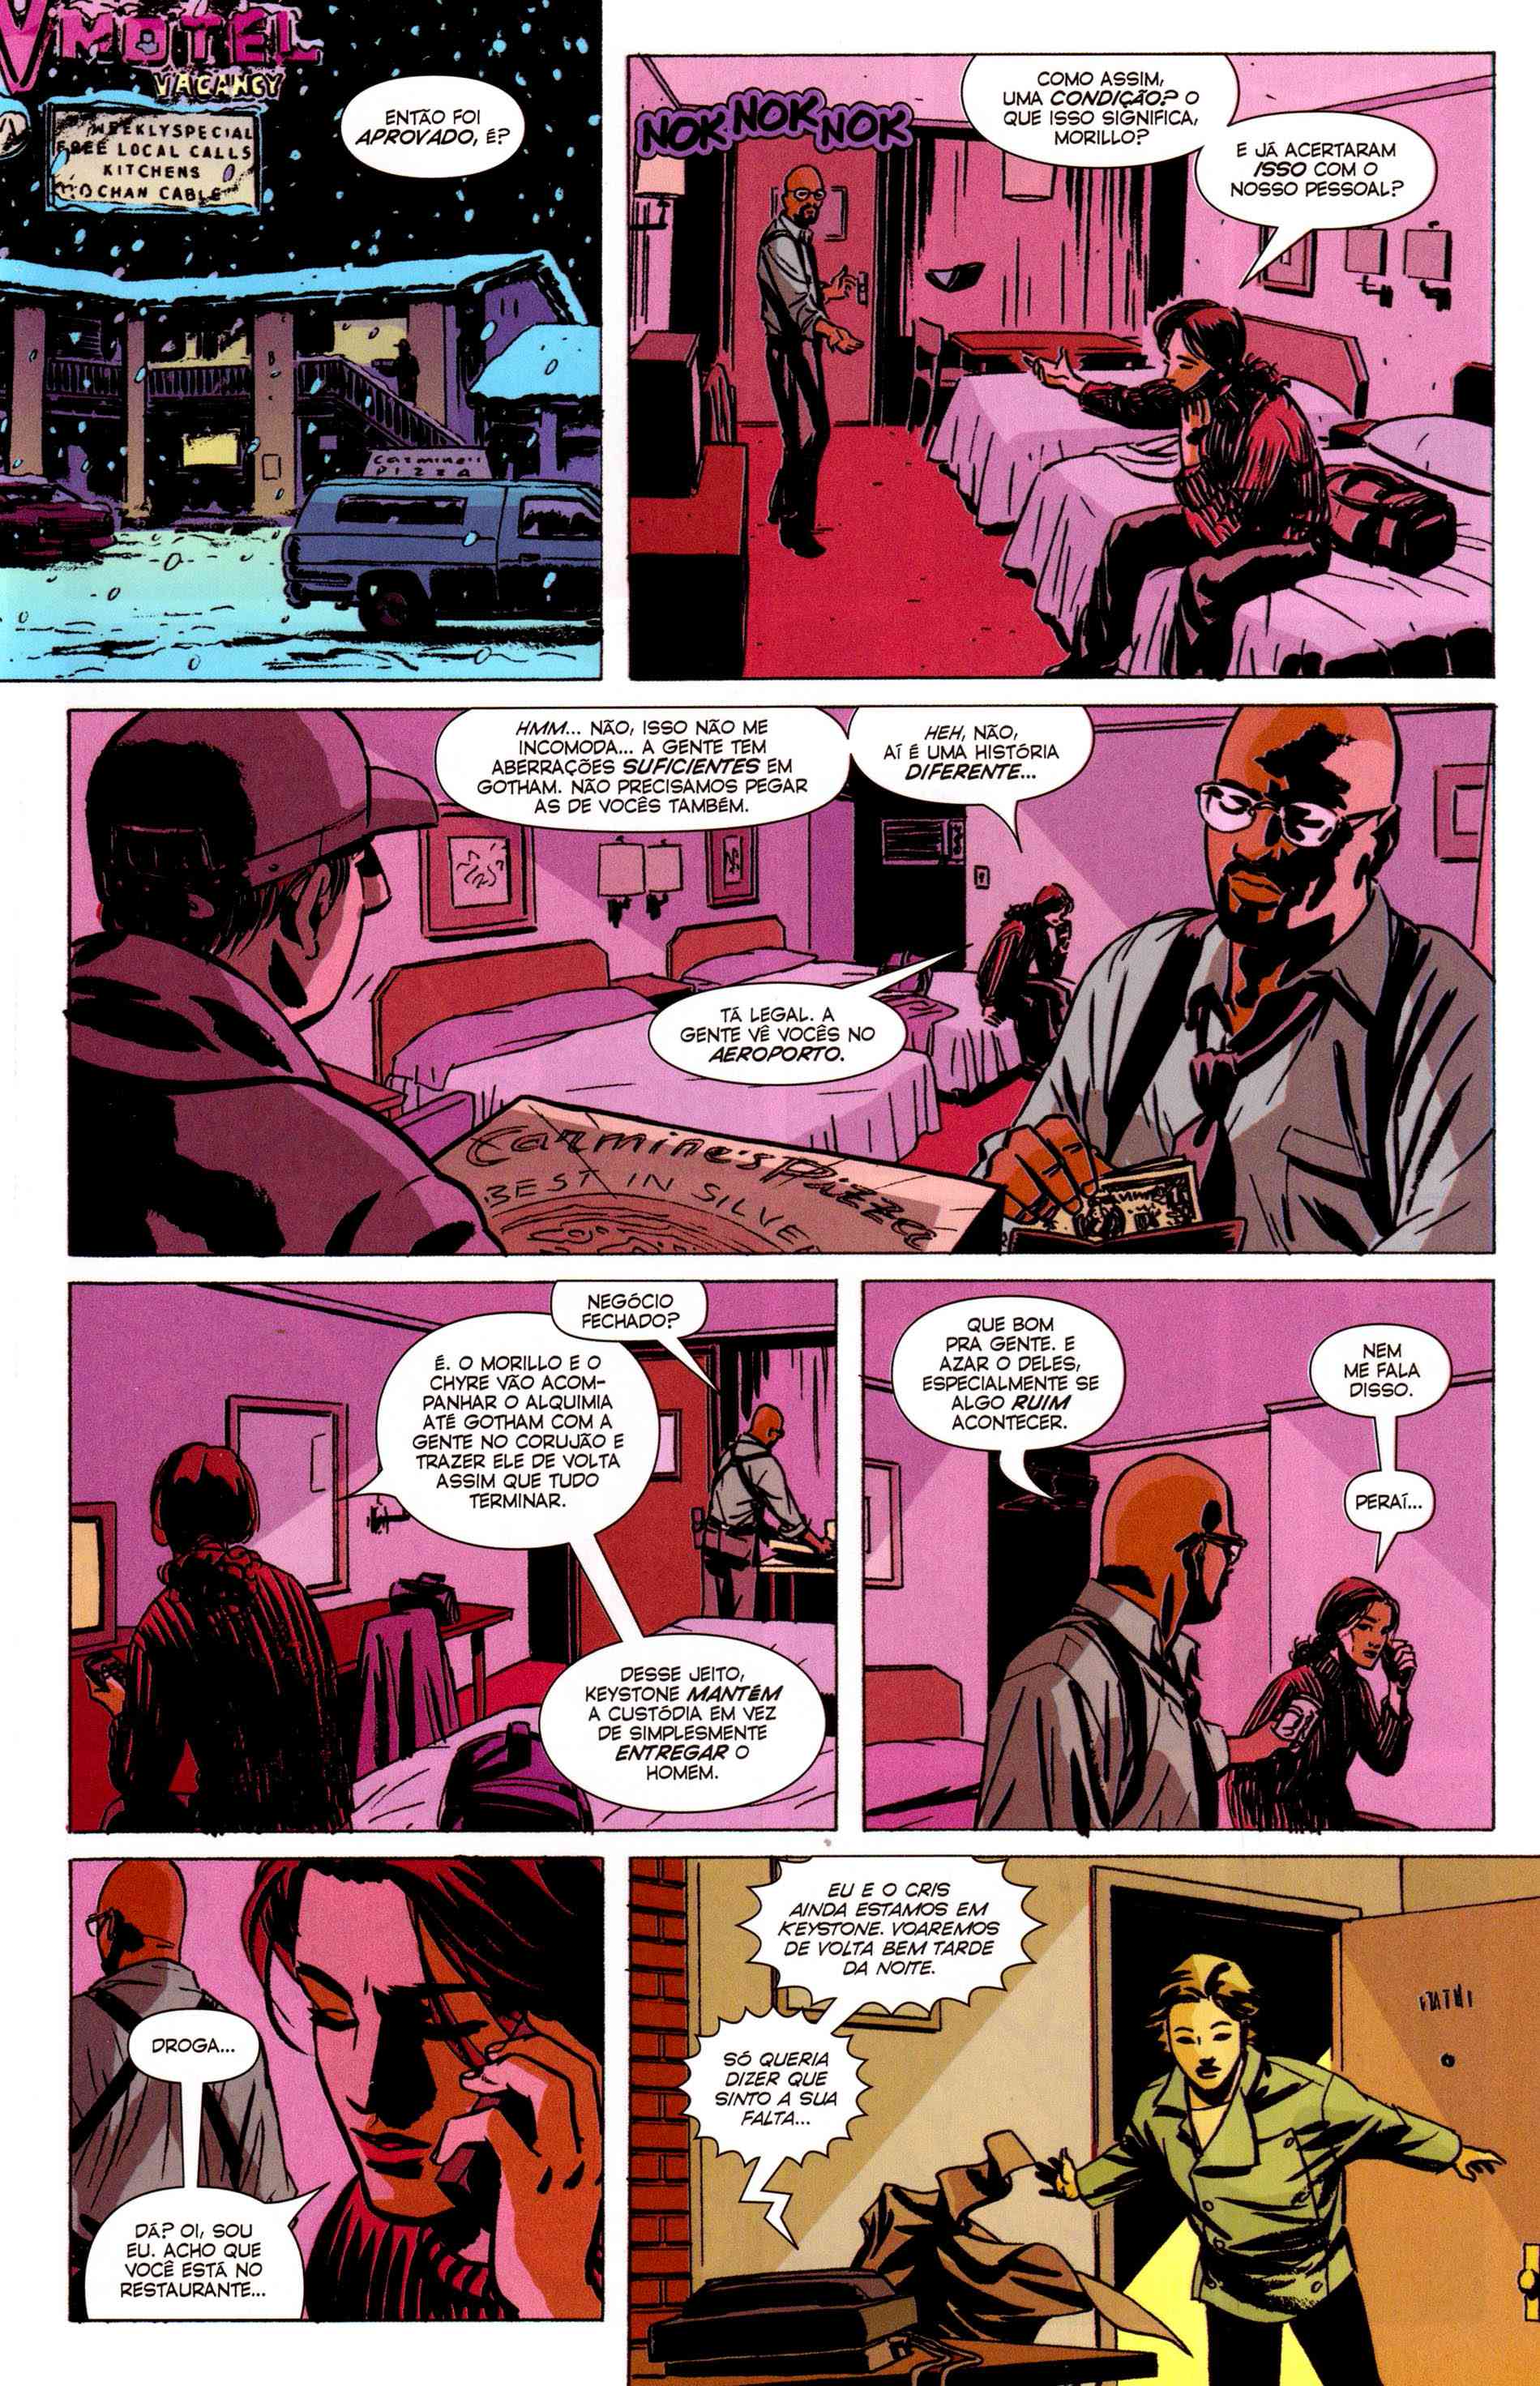 MOTEL
VACANCY
WEEKLY SPECIAL
FREE LOCAL CALLS
KITCHENS
CHAN CABLE
ENTÃO FOI
APROVADO, É?
Carmine's
PIZZA
NOK NOK NOK
COMO ASSIM,
UMA CONDIÇÃO? O
QUE ISSO SIGNIFICA,
MORILLO?
E JÁ ACERTARAM
ISSO COM O
NOSSO PESSOAL?
HMM... NÃO, ISSO NÃO ME
INCOMODA... A GENTE TEM
ABERRAÇÕES SUFICIENTES EM
GOTHAM. NÃO PRECISAMOS PEGAR
AS DE VOCÊS TAMBÉM.
HEH, NÃO,
AÍ É UMA HISTÓRIA
DIFERENTE...
TÁ LEGAL. A
GENTE VÊ VOCÊS NO
AEROPORTO.
Carmine's Pizza
BEST IN SILVE
NEGÓCIO
FECHADO?
É. O MORILLO E O
CHYRE VÃO ACOM-
PANHAR O ALQUIMIA
ATÉ GOTHAM COM A
GENTE NO CORUJÃO E
TRAZER ELE DE VOLTA
ASSIM QUE TUDO
TERMINAR.
DESSE JEITO,
KEYSTONE MANTÉM
A CUSTÓDIA EM VEZ
DE SIMPLESMENTE
ENTREGAR O
HOMEM.
QUE BOM
PRA GENTE. E
AZAR O DELES,
ESPECIALMENTE SE
ALGO RUIM
ACONTECER.
NEM
ME FALA
DISSO.
PERAÍ...
DROGA...
DÁ? OI, SOU
EU. ACHO QUE
VOCÊ ESTÁ NO
RESTAURANTE...
EU E O CRIS
AINDA ESTAMOS EM
KEYSTONE. VOAREMOS
DE VOLTA BEM TARDE
DA NOITE.
SÓ QUERIA
DIZER QUE
SINTO A SUA
FALTA...